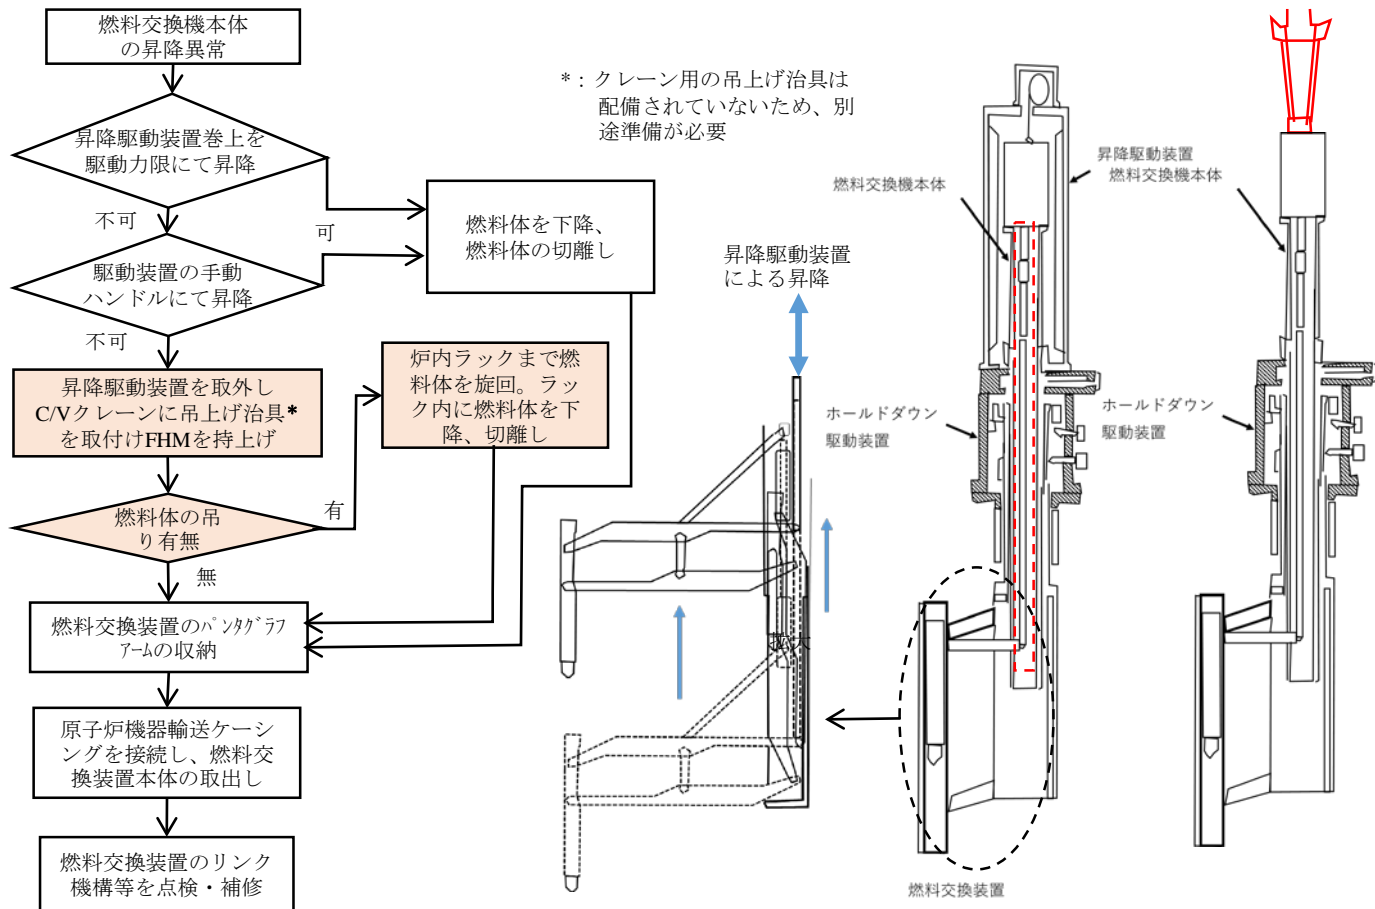 燃料交換機本体
の昇降異常
昇降駆動装置巻上を
駆動力限にて昇降
不可
可
駆動装置の手動
ハンドルにて昇降
不可
燃料体を下降、
燃料体の切離し
昇降駆動装置を取外し
C/Vクレーンに吊上げ治具*
を取付けFHMを持上げ
炉内ラックまで燃
料体を旋回。ラッ
ク内に燃料体を下
降、切離し
燃料体の吊
り有無
有
無
燃料交換装置のﾊﾟﾝﾀｸﾞﾗﾌ
ｱｰﾑの収納
原子炉機器輸送ケーシ
ングを接続し、燃料交
換装置本体の取出し
燃料交換装置のリンク
機構等を点検・補修
*：クレーン用の吊上げ治具は
配備されていないため、別
途準備が必要
昇降駆動装置
による昇降
拡大
燃料交換機本体
昇降駆動装置
燃料交換機本体
ホールドダウン
駆動装置
ホールドダウン
駆動装置
燃料交換装置